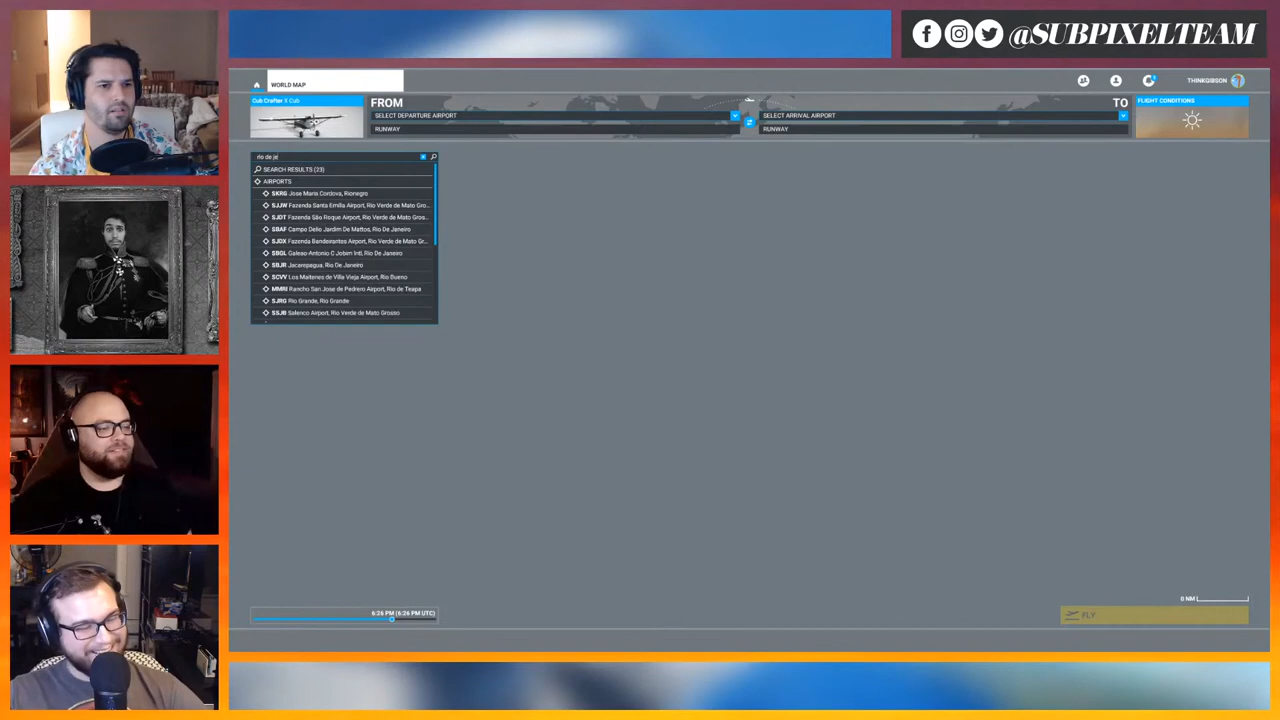 @SUBPIXELTEAM
WORLD MAP
THINKGIBSON
Cub Crafter X Cub
FROM
SELECT DEPARTURE AIRPORT
RUNWAY
TO
SELECT ARRIVAL AIRPORT
RUNWAY
FLIGHT CONDITIONS
rio de je
SEARCH RESULTS (23)
AIRPORTS
SKRG Jose Maria Cordova, Rionegro
SJJW Fazenda Santa Emilia Airport, Rio Verde de Mato Gro...
SJDT Fazenda São Roque Airport, Rio Verde de Mato Gros...
SBAF Campo Delio Jardim De Mattos, Rio De Janeiro
SJDX Fazenda Bandeirantes Airport, Rio Verde de Mato Gr...
SBGL Galeao-Antonio C Jobim Intl, Rio De Janeiro
SBJR Jacarepagua, Rio De Janeiro
SCVV Los Maitenes de Villa Vieja Airport, Rio Bueno
MMRI Rancho San Jose de Pedrero Airport, Rio de Teapa
SJRG Rio Grande, Rio Grande
SSJB Salenco Airport, Rio Verde de Mato Grosso
6:26 PM (6:26 PM UTC)
0 NM
FLY